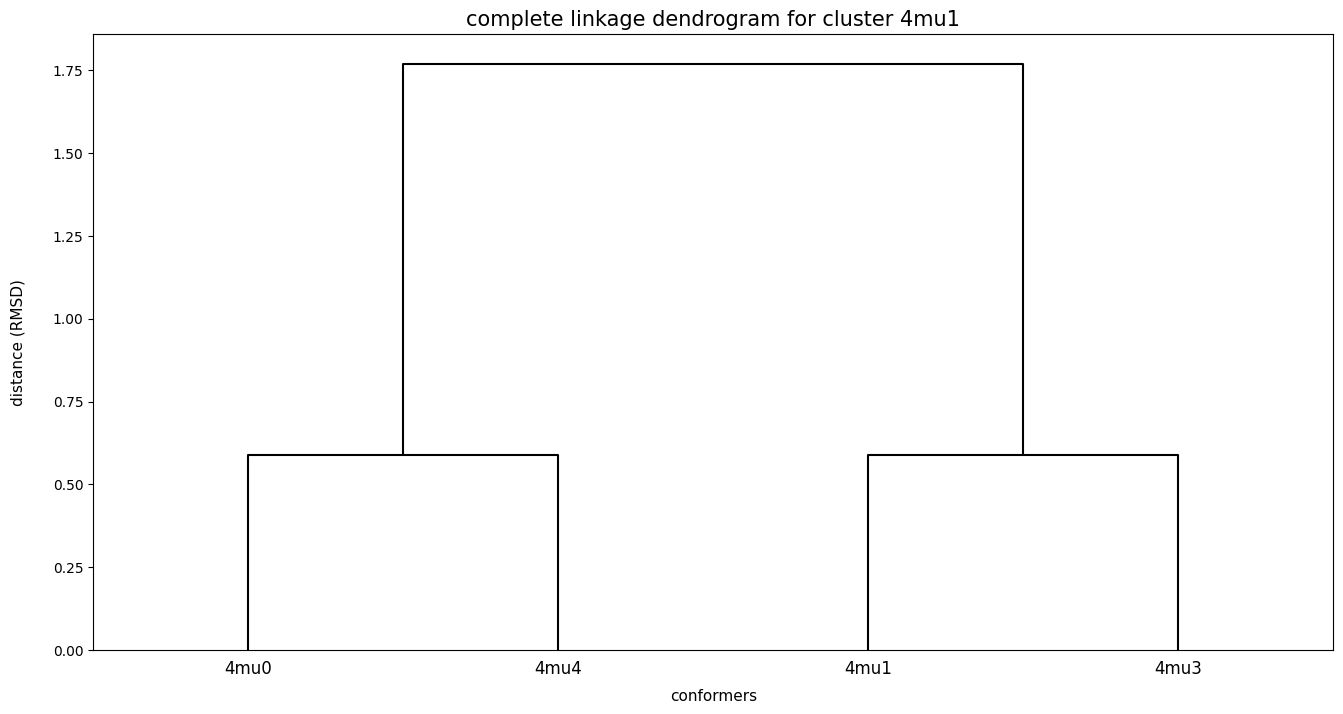 complete linkage dendrogram for cluster 4mu1
1.75
1.50
1.25
1.00
0.75
0.50
0.25
0.00
distance (RMSD)
4mu0 4mu4 4mu1 4mu3
conformers